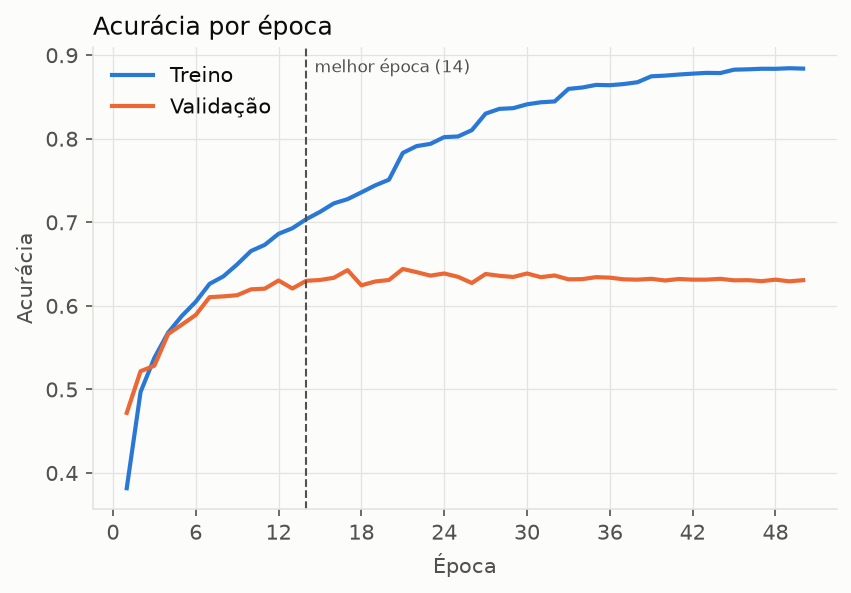 Acurácia por época
0.9
0.8
0.7
0.6
0.5
0.4
Acurácia
Treino
Validação
melhor época (14)
0 6 12 18 24 30 36 42 48
Época